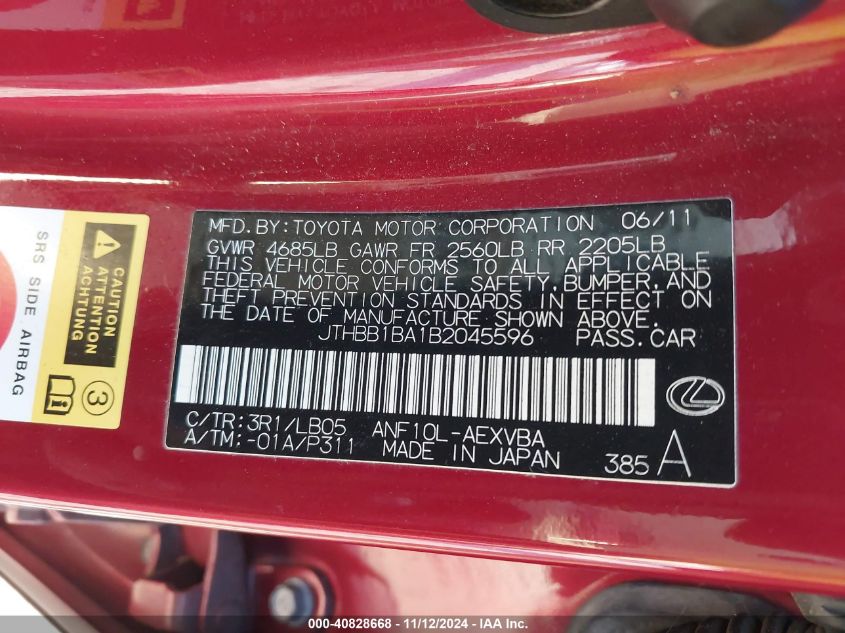 MFD. BY: TOYOTA MOTOR CORPORATION 06/11
GVWR 4685LB GAWR FR 2560LB RR 2205LB
THIS VEHICLE CONFORMS TO ALL APPLICABLE
FEDERAL MOTOR VEHICLE SAFETY, BUMPER, AND
THEFT PREVENTION STANDARDS IN EFFECT ON
THE DATE OF MANUFACTURE SHOWN ABOVE.
JTHBB1BA1B2045596 PASS. CAR
C/TR: 3R1/LB05 ANF10L-AEXVBA
A/TM: -01A/P311 MADE IN JAPAN 385 A
SRS SIDE AIRBAG
CAUTION
ATTENTION
ACHTUNG
3
000-40828668 - 11/12/2024 - IAA Inc.